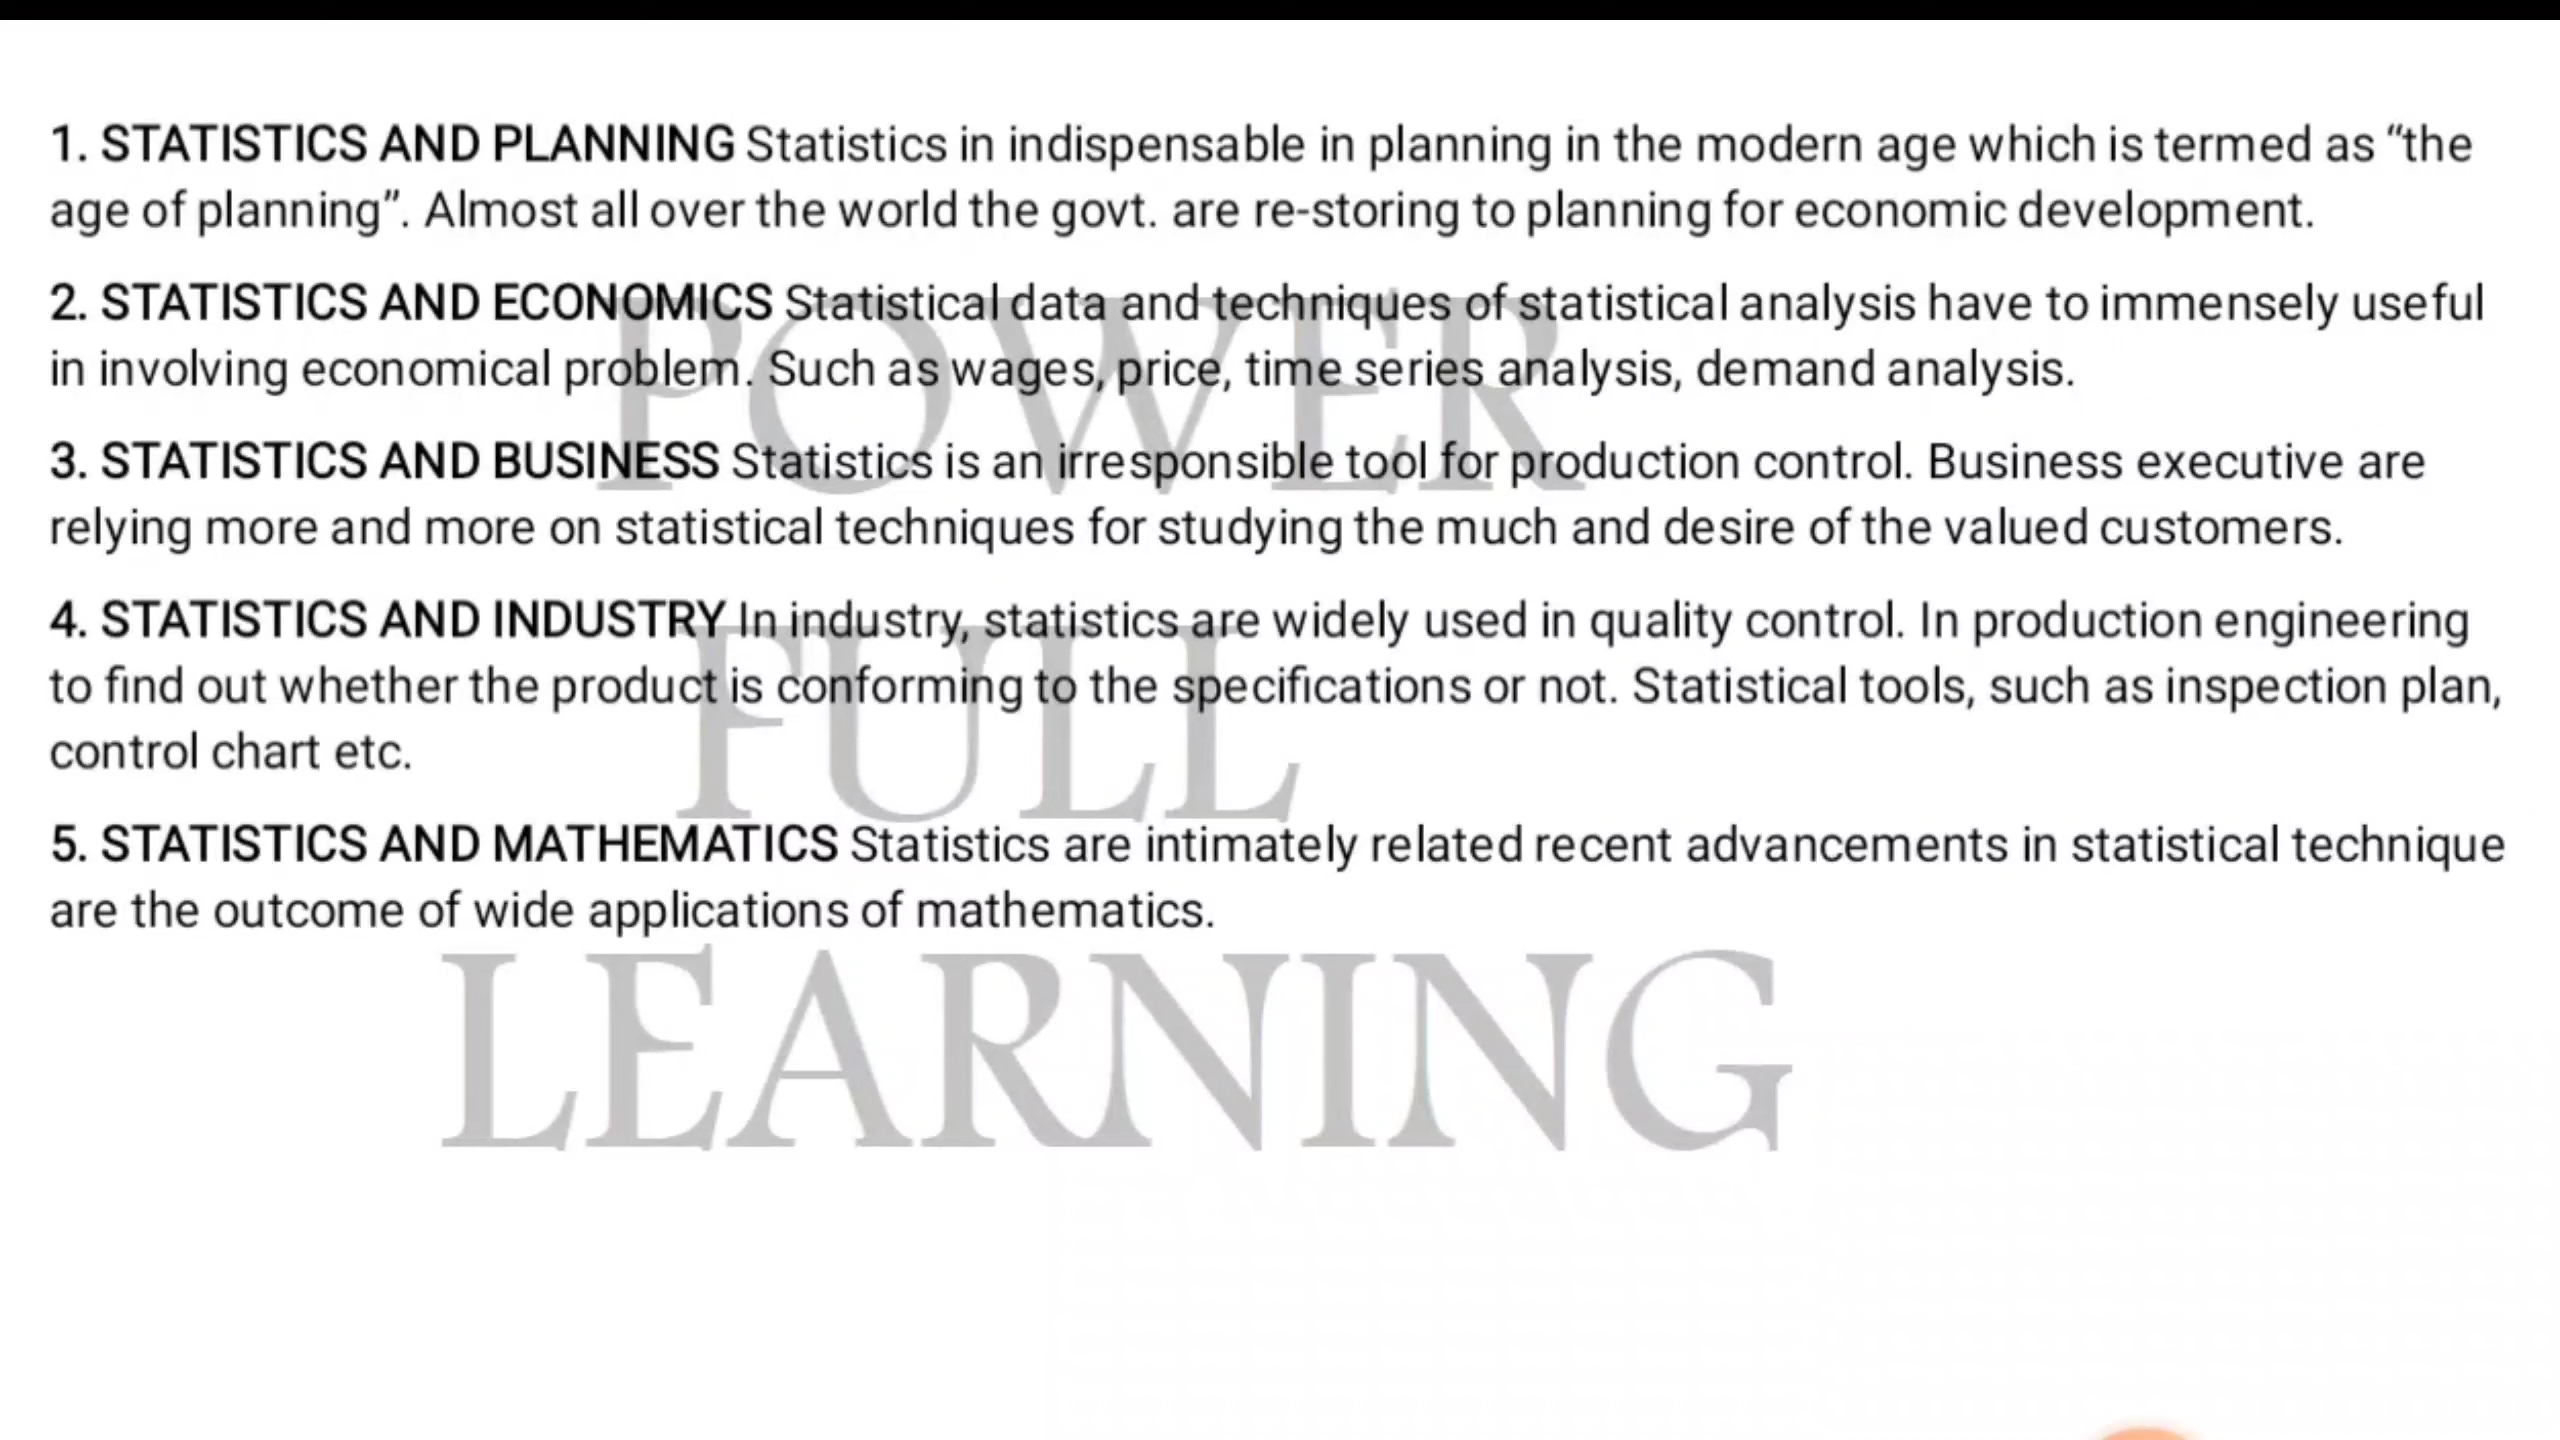 1. STATISTICS AND PLANNING Statistics in indispensable in planning in the modern age which is termed as “the
age of planning”. Almost all over the world the govt. are re-storing to planning for economic development.
2. STATISTICS AND ECONOMICS Statistical data and techniques of statistical analysis have to immensely useful
in involving economical problem. Such as wages, price, time series analysis, demand analysis.
3. STATISTICS AND BUSINESS Statistics is an irresponsible tool for production control. Business executive are
relying more and more on statistical techniques for studying the much and desire of the valued customers.
4. STATISTICS AND INDUSTRY In industry, statistics are widely used in quality control. In production engineering
to find out whether the product is conforming to the specifications or not. Statistical tools, such as inspection plan,
control chart etc.
5. STATISTICS AND MATHEMATICS Statistics are intimately related recent advancements in statistical technique
are the outcome of wide applications of mathematics.
POWER
FULL
LEARNING